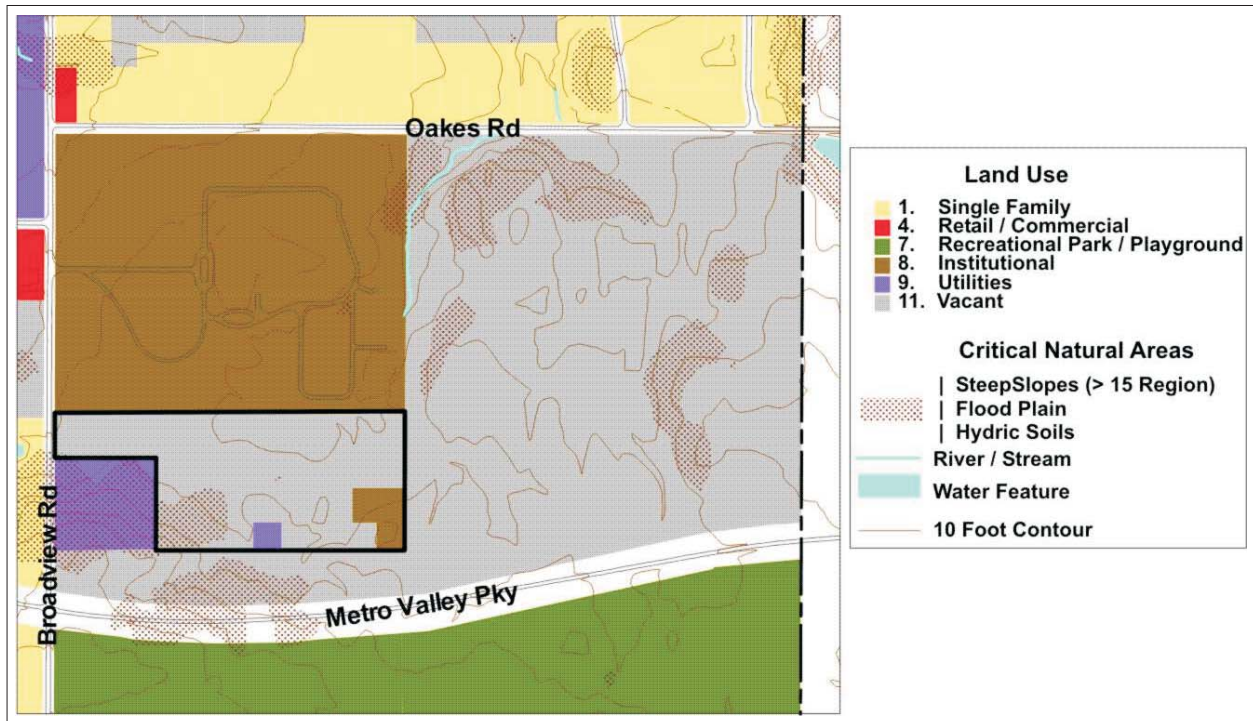 Oakes Rd
Broadview Rd
Metro Valley Pky
Land Use
1. Single Family
4. Retail / Commercial
7. Recreational Park / Playground
8. Institutional
9. Utilities
11. Vacant
Critical Natural Areas
| SteepSlopes (> 15 Region)
| Flood Plain
| Hydric Soils
River / Stream
Water Feature
10 Foot Contour